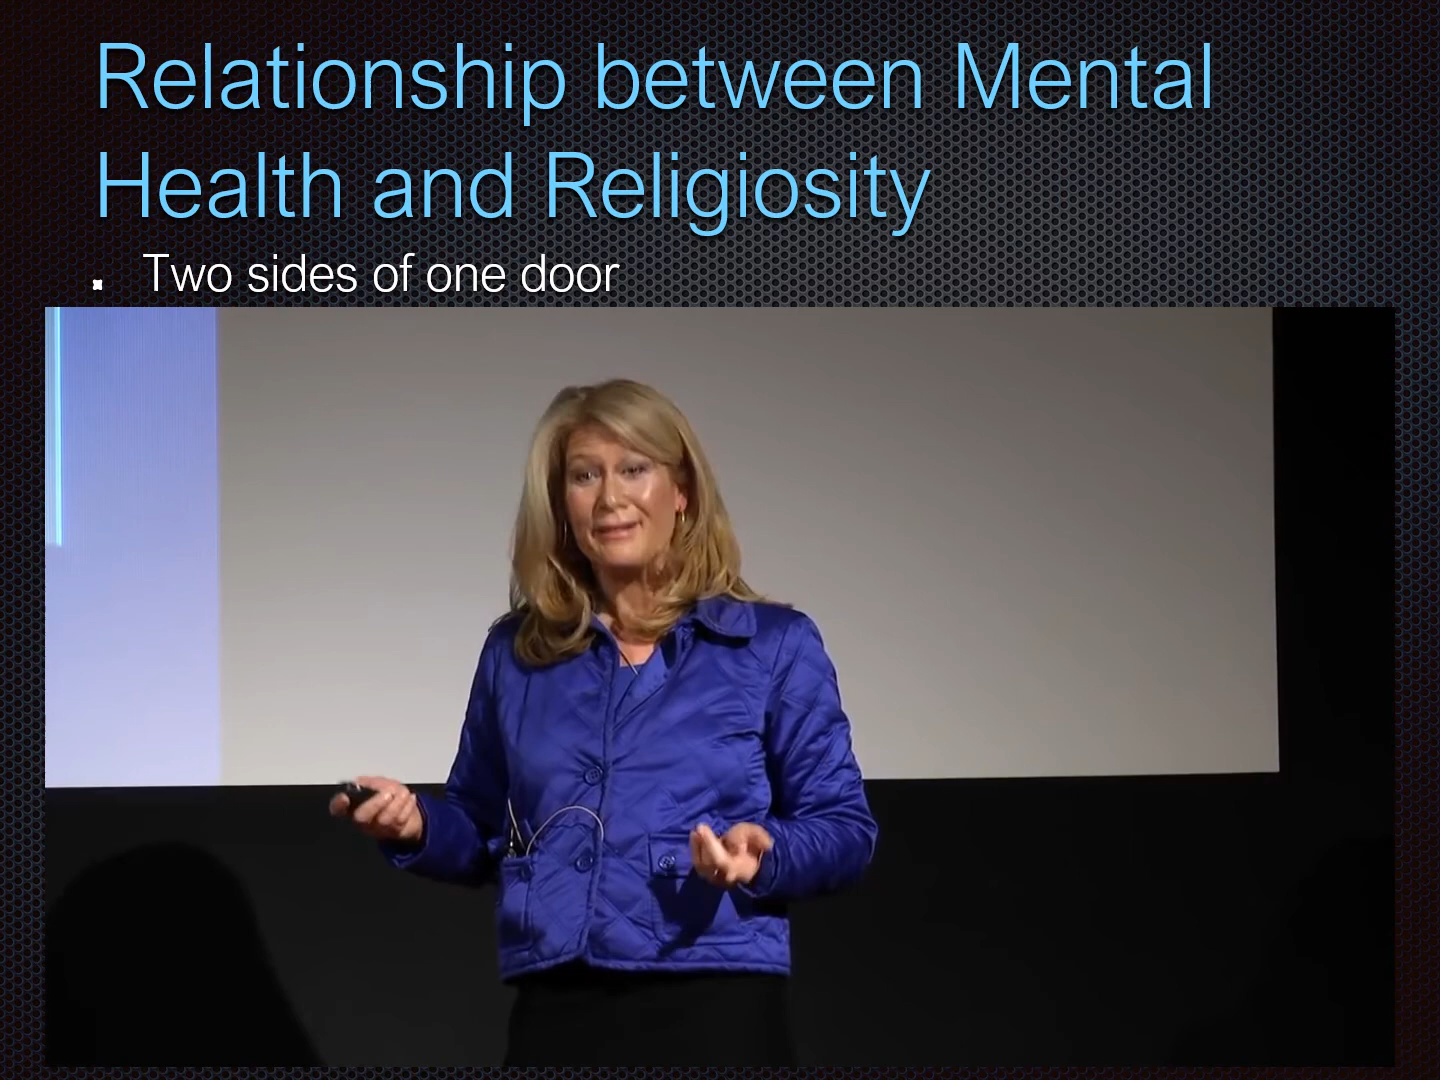 Relationship between Mental
Health and Religiosity
Two sides of one door